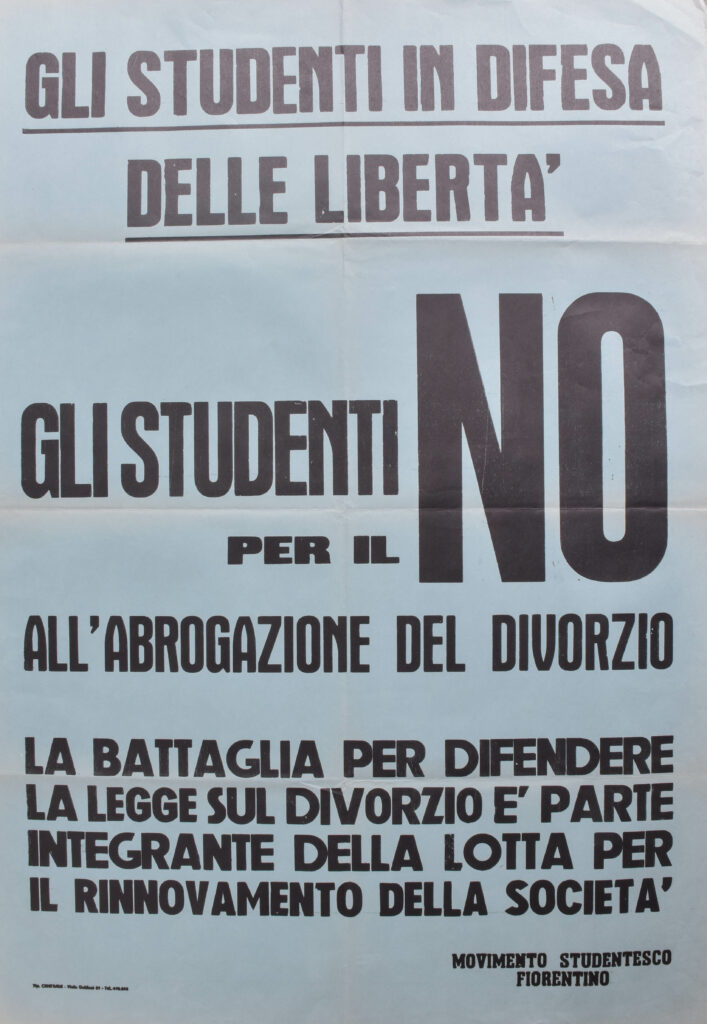 GLI STUDENTI IN DIFESA
DELLE LIBERTA'
GLI STUDENTI
PER IL
NO
ALL'ABROGAZIONE DEL DIVORZIO
LA BATTAGLIA PER DIFENDERE
LA LEGGE SUL DIVORZIO E' PARTE
INTEGRANTE DELLA LOTTA PER
IL RINNOVAMENTO DELLA SOCIETA'
MOVIMENTO STUDENTESCO
FIORENTINO
Tip.